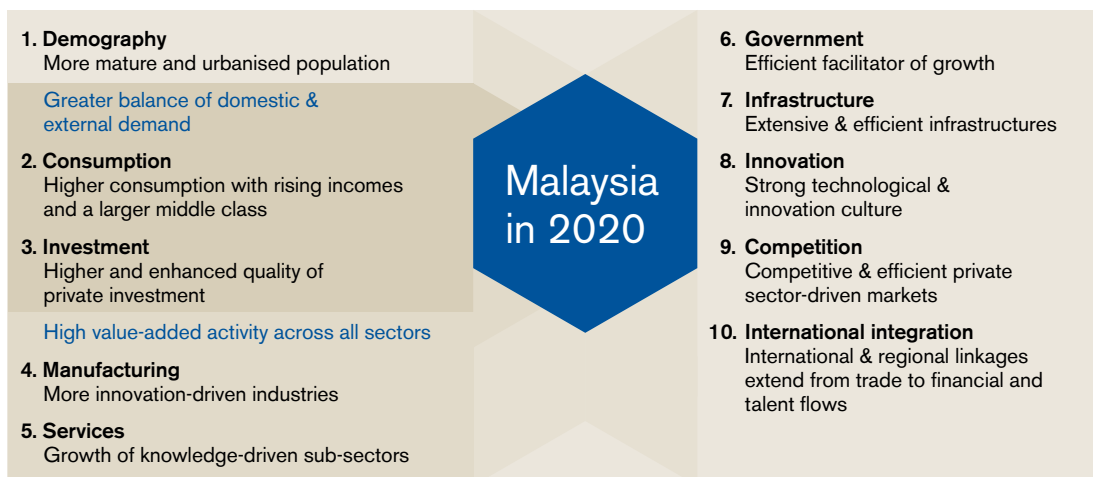 1. Demography
More mature and urbanised population
Greater balance of domestic &
external demand
2. Consumption
Higher consumption with rising incomes
and a larger middle class
3. Investment
Higher and enhanced quality of
private investment
High value-added activity across all sectors
4. Manufacturing
More innovation-driven industries
5. Services
Growth of knowledge-driven sub-sectors
Malaysia
in 2020
6. Government
Efficient facilitator of growth
7. Infrastructure
Extensive & efficient infrastructures
8. Innovation
Strong technological &
innovation culture
9. Competition
Competitive & efficient private
sector-driven markets
10. International integration
International & regional linkages
extend from trade to financial and
talent flows